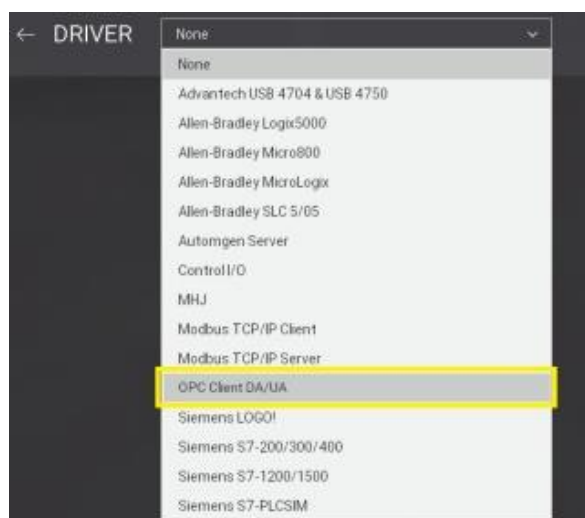 ← DRIVER None
None
Advantech USB 4704 & USB 4750
Allen-Bradley Logix5000
Allen-Bradley Micro800
Allen-Bradley MicroLogix
Allen-Bradley SLC 5/05
Automgen Server
Control I/O
MHJ
Modbus TCP/IP Client
Modbus TCP/IP Server
OPC Client DA/UA
Siemens LOGO!
Siemens S7-200/300/400
Siemens S7-1200/1500
Siemens S7-PLCSIM